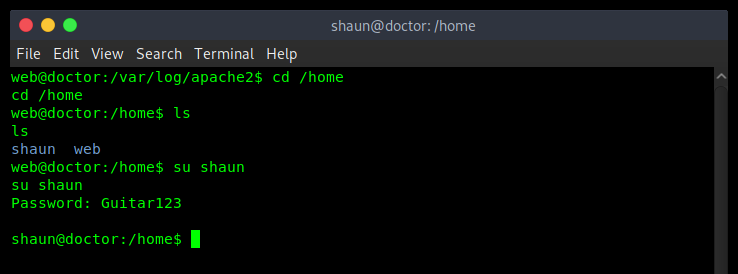 shaun@doctor: /home
File Edit View Search Terminal Help
web@doctor:/var/log/apache2$ cd /home
cd /home
web@doctor:/home$ ls
ls
shaun  web
web@doctor:/home$ su shaun
su shaun
Password: Guitar123
shaun@doctor:/home$